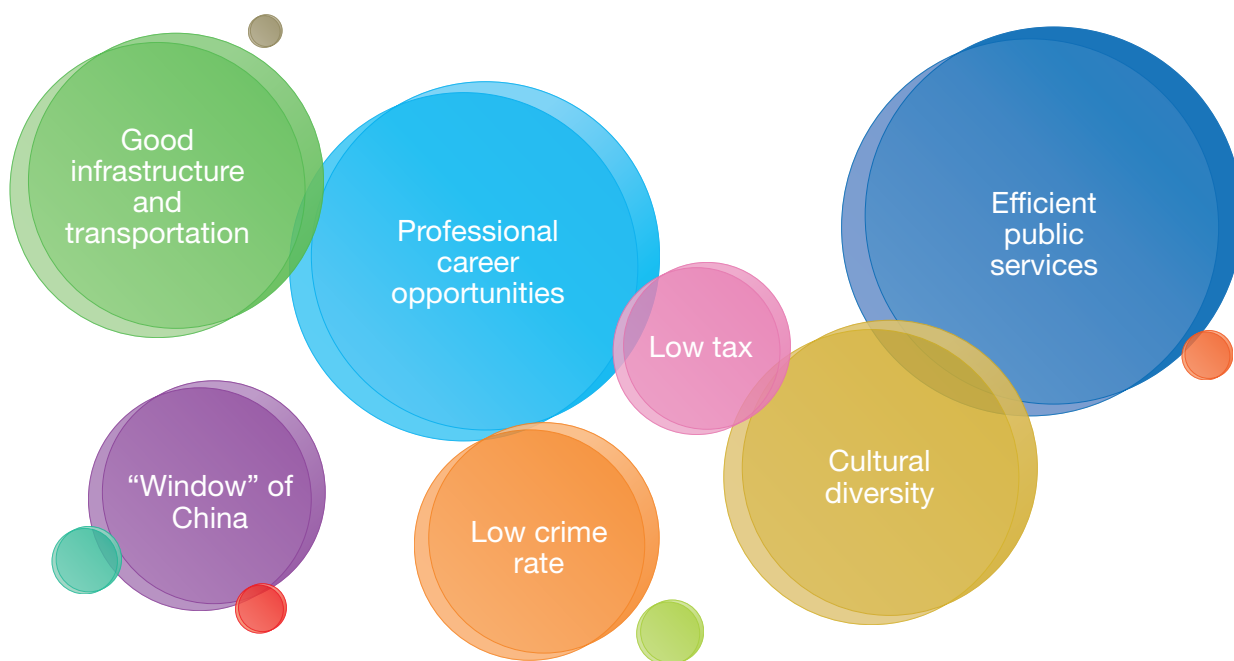 Good
infrastructure
and
transportation
Professional
career
opportunities
Efficient
public
services
Low tax
“Window” of
China
Low crime
rate
Cultural
diversity